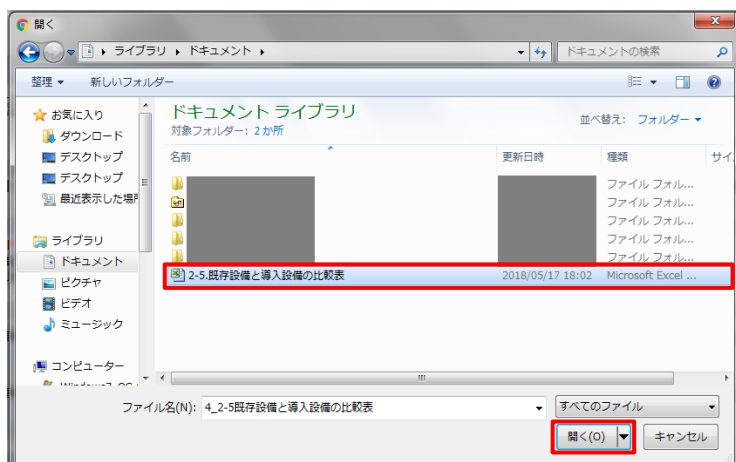 開く
ライブラリ ▸ ドキュメント ▸
ドキュメントの検索
整理 ▼ 新しいフォルダー
お気に入り
ダウンロード
デスクトップ
デスクトップ
最近表示した場所
ライブラリ
ドキュメント
ピクチャ
ビデオ
ミュージック
コンピューター
ドキュメント ライブラリ
対象フォルダー: 2 か所
並べ替え: フォルダー ▼
名前 更新日時 種類 サイ
ファイル フォル...
ファイル フォル...
ファイル フォル...
ファイル フォル...
ファイル フォル...
2-5.既存設備と導入設備の比較表 2018/05/17 18:02 Microsoft Excel ...
ファイル名(N): 4_2-5既存設備と導入設備の比較表
すべてのファイル
開く(O) キャンセル